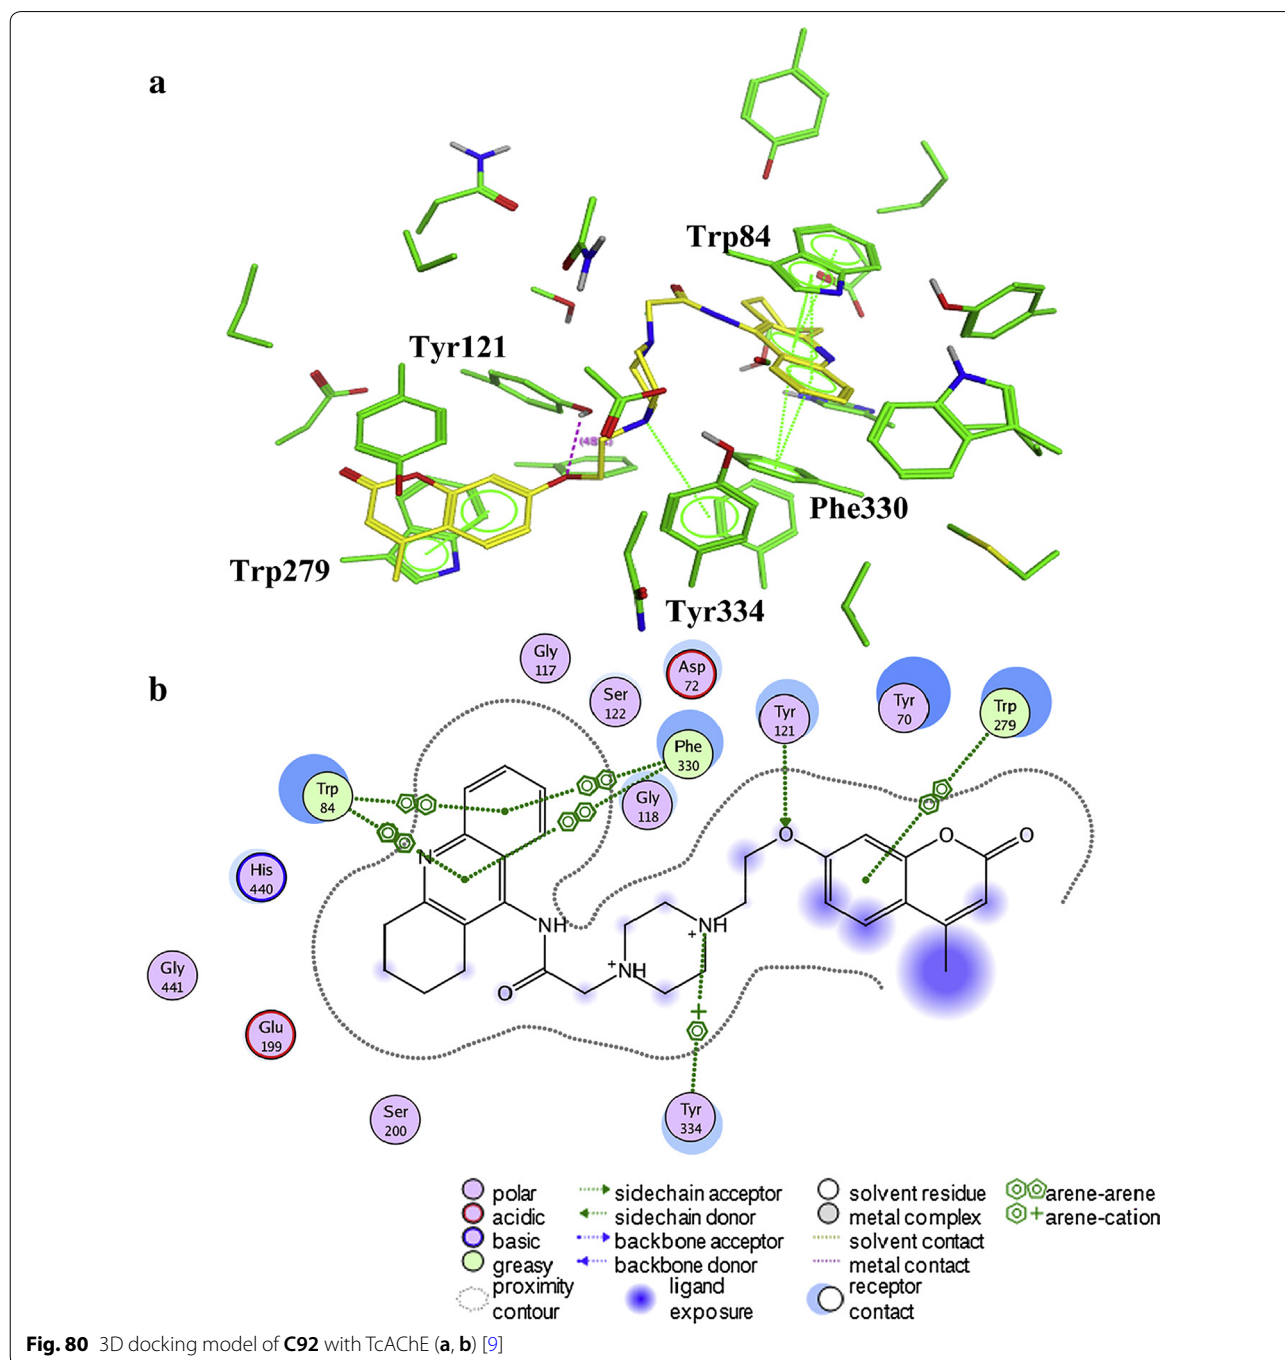 a
Trp84
Tyr121
Phe330
Trp279
Tyr334
b
Gly
117
Asp
72
Ser
122
Tyr
121
Tyr
70
Trp
279
Phe
330
Trp
84
Gly
118
His
440
N
O
O
O
NH
NH
+
+
NH
O
Gly
441
Glu
199
Ser
200
Tyr
334
polar
acidic
basic
greasy
proximity
contour
sidechain acceptor
sidechain donor
backbone acceptor
backbone donor
ligand
exposure
solvent residue
metal complex
solvent contact
metal contact
receptor
contact
arene-arene
arene-cation
Fig. 80 3D docking model of C92 with TcAChE (a, b) [9]